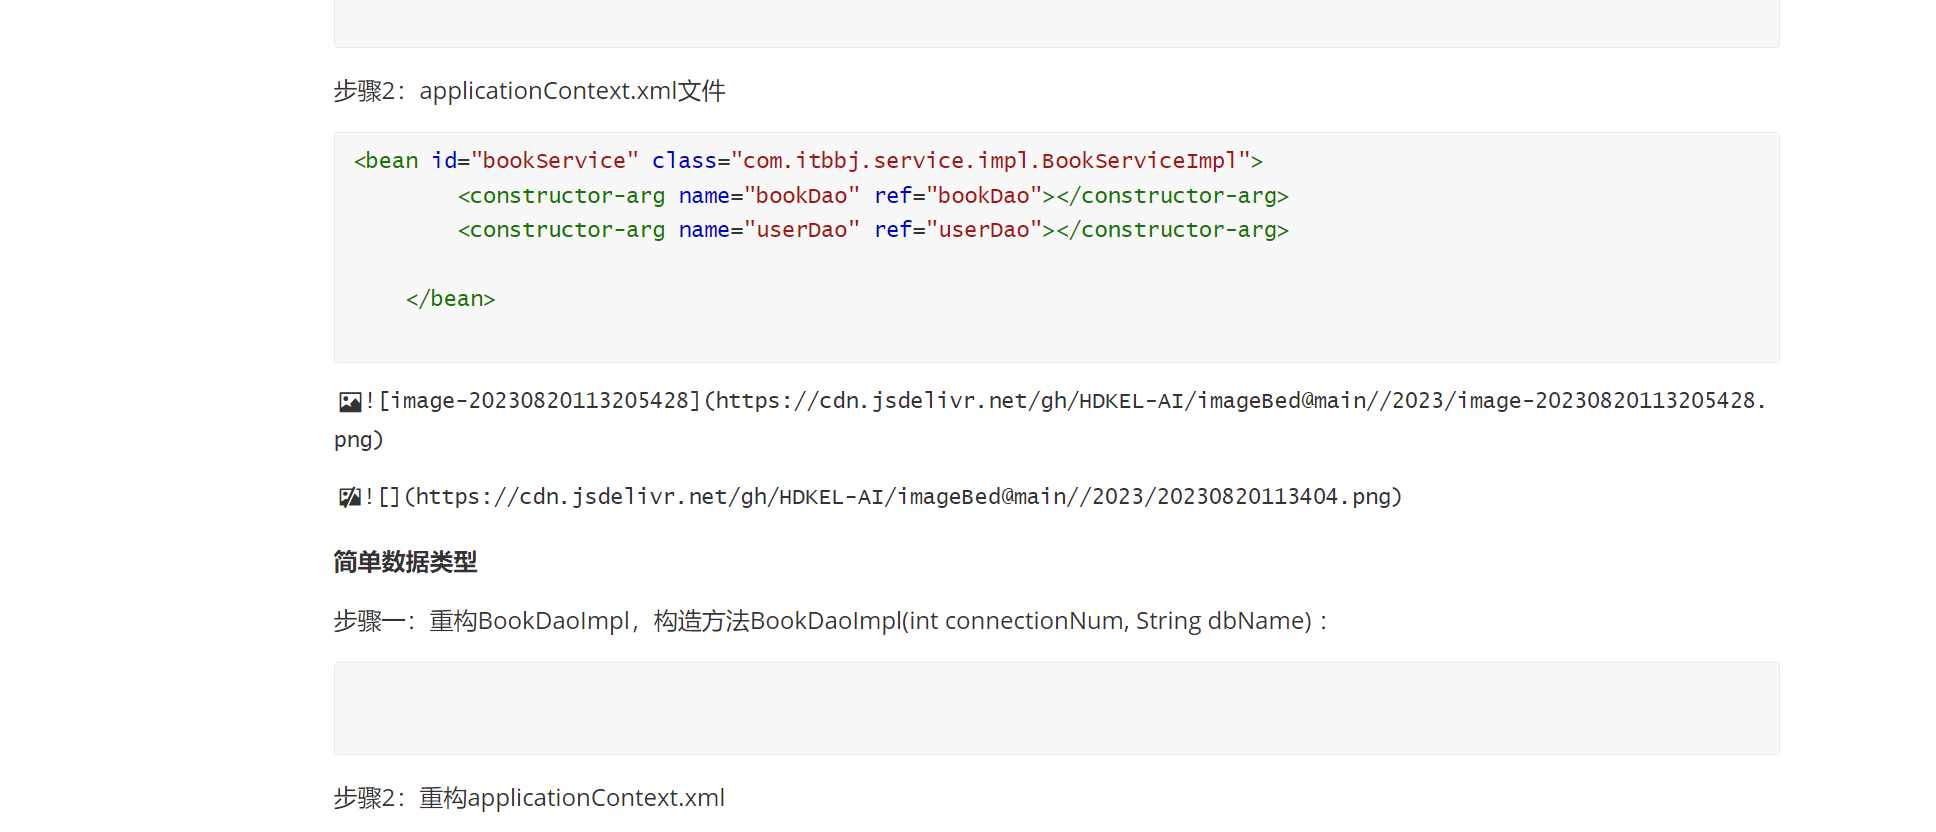 步骤2：applicationContext.xml文件
<bean id="bookService" class="com.itbbj.service.impl.BookServiceImpl">
<constructor-arg name="bookDao" ref="bookDao"></constructor-arg>
<constructor-arg name="userDao" ref="userDao"></constructor-arg>
</bean>
![image-20230820113205428](https://cdn.jsdelivr.net/gh/HDKEL-AI/imageBed@main//2023/image-20230820113205428.
png)
![](https://cdn.jsdelivr.net/gh/HDKEL-AI/imageBed@main//2023/20230820113404.png)
简单数据类型
步骤一：重构BookDaoImpl，构造方法BookDaoImpl(int connectionNum, String dbName)：
步骤2：重构applicationContext.xml